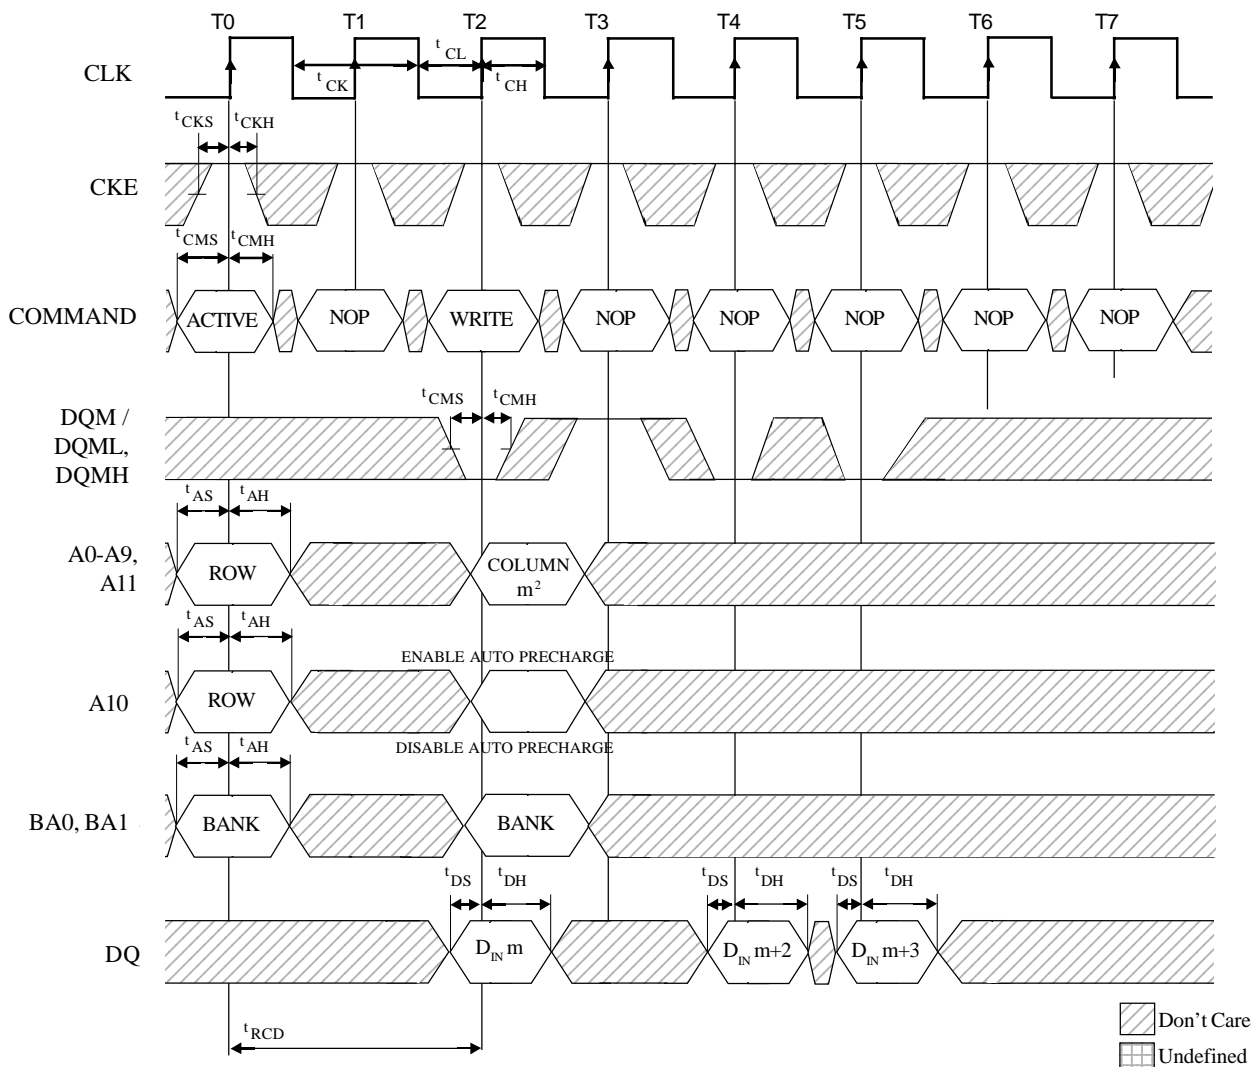 T0 T1 T2 T3 T4 T5 T6 T7
CLK
tCK tCL tCH
tCKS tCKH
CKE
tCMS tCMH
COMMAND
ACTIVE NOP WRITE NOP NOP NOP NOP NOP
tCMS tCMH
DQM /
DQML,
DQMH
tAS tAH
A0-A9,
A11
ROW COLUMN
m²
tAS tAH
ENABLE AUTO PRECHARGE
A10
ROW
DISABLE AUTO PRECHARGE
tAS tAH
BA0, BA1
BANK BANK
tDS tDH tDS tDH tDS tDH
DQ
DIN m DIN m+2 DIN m+3
tRCD
Don't Care
Undefined